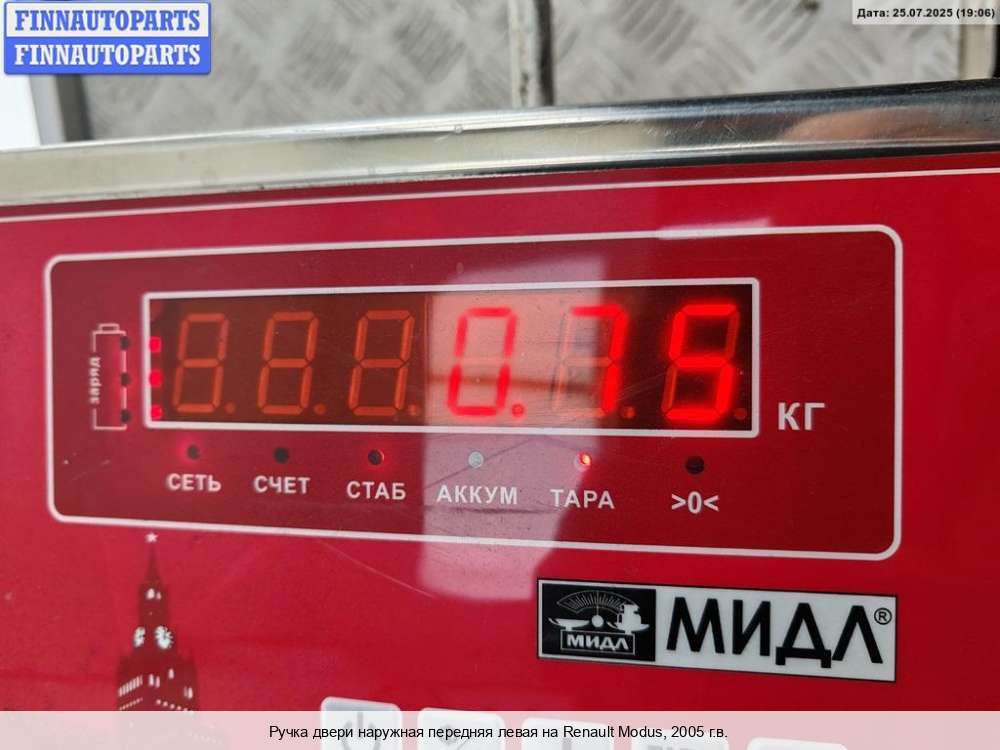 FINNAUTOPARTS
FINNAUTOPARTS
Дата: 25.07.2025 (19:06)
заряд
0.75
КГ
СЕТЬ СЧЕТ СТАБ АККУМ ТАРА >0<
МИДЛ
МИДЛ®
Ручка двери наружная передняя левая на Renault Modus, 2005 г.в.